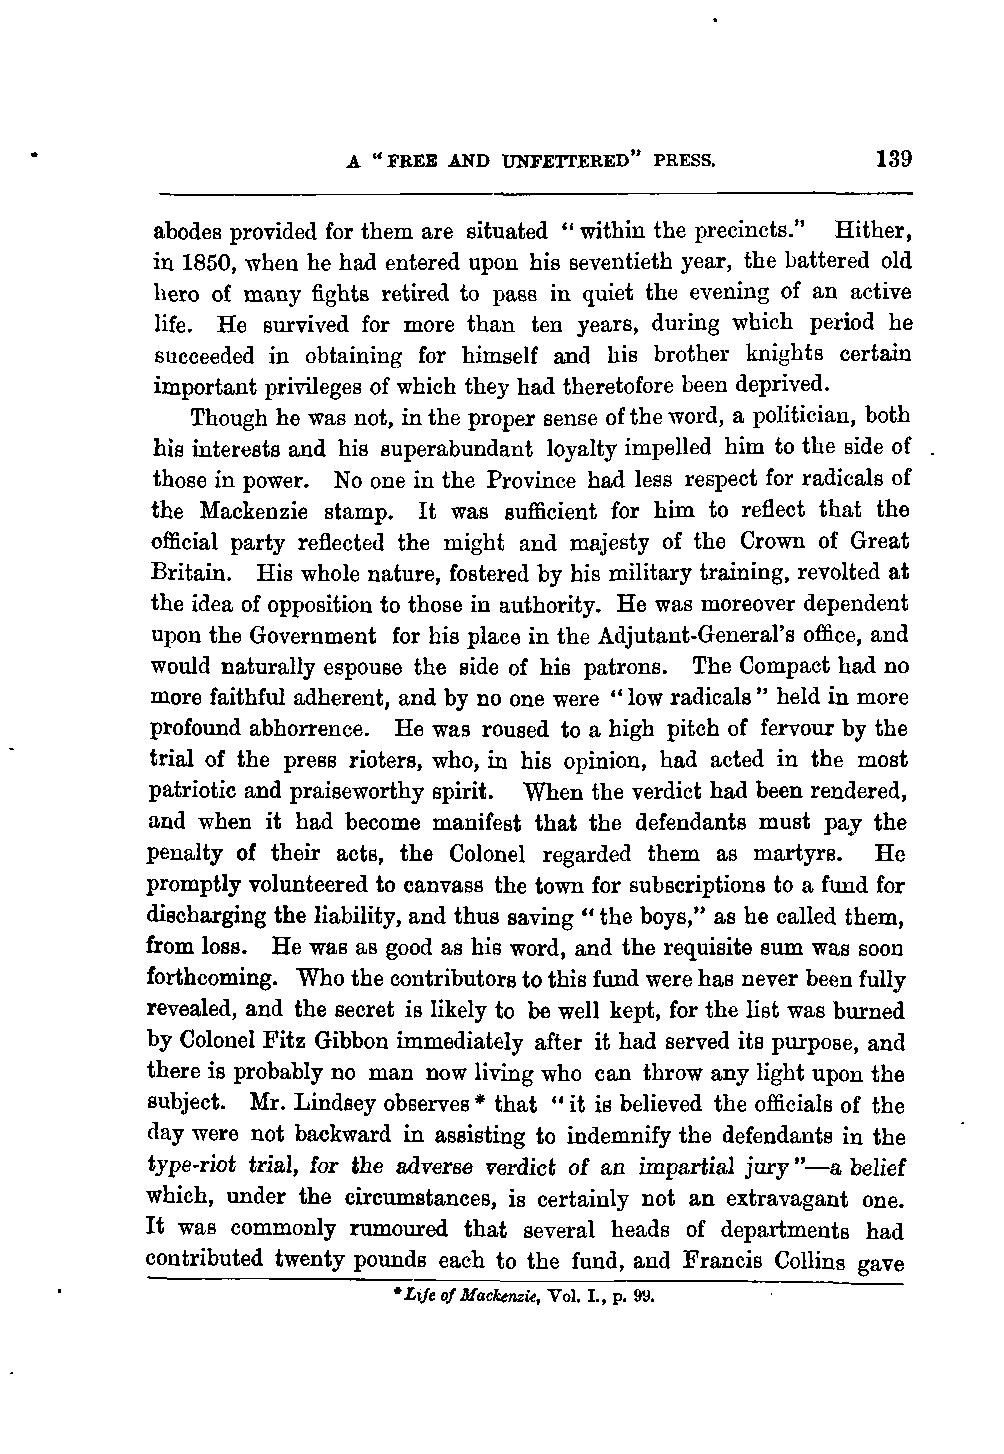 A "FREE AND UNFETTERED" PRESS. 139
abodes provided for them are situated "within the precincts." Hither,
in 1850, when he had entered upon his seventieth year, the battered old
hero of many fights retired to pass in quiet the evening of an active
life. He survived for more than ten years, during which period he
succeeded in obtaining for himself and his brother knights certain
important privileges of which they had theretofore been deprived.
Though he was not, in the proper sense of the word, a politician, both
his interests and his superabundant loyalty impelled him to the side of
those in power. No one in the Province had less respect for radicals of
the Mackenzie stamp. It was sufficient for him to reflect that the
official party reflected the might and majesty of the Crown of Great
Britain. His whole nature, fostered by his military training, revolted at
the idea of opposition to those in authority. He was moreover dependent
upon the Government for his place in the Adjutant-General's office, and
would naturally espouse the side of his patrons. The Compact had no
more faithful adherent, and by no one were "low radicals" held in more
profound abhorrence. He was roused to a high pitch of fervour by the
trial of the press rioters, who, in his opinion, had acted in the most
patriotic and praiseworthy spirit. When the verdict had been rendered,
and when it had become manifest that the defendants must pay the
penalty of their acts, the Colonel regarded them as martyrs. He
promptly volunteered to canvass the town for subscriptions to a fund for
discharging the liability, and thus saving "the boys," as he called them,
from loss. He was as good as his word, and the requisite sum was soon
forthcoming. Who the contributors to this fund were has never been fully
revealed, and the secret is likely to be well kept, for the list was burned
by Colonel Fitz Gibbon immediately after it had served its purpose, and
there is probably no man now living who can throw any light upon the
subject. Mr. Lindsey observes* that "it is believed the officials of the
day were not backward in assisting to indemnify the defendants in the
type-riot trial, for the adverse verdict of an impartial jury"—a belief
which, under the circumstances, is certainly not an extravagant one.
It was commonly rumoured that several heads of departments had
contributed twenty pounds each to the fund, and Francis Collins gave
*Life of Mackenzie, Vol. I., p. 99.